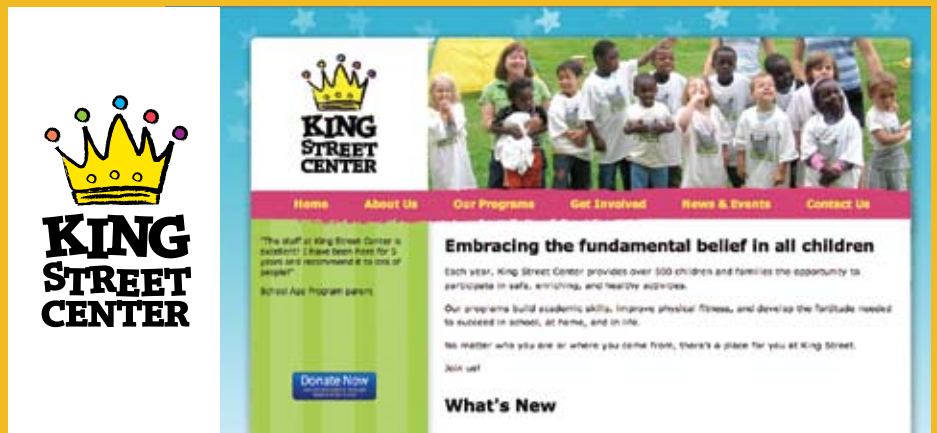 KING
STREET
CENTER
KING
STREET
CENTER
Home About Us Our Programs Get Involved News & Events Contact Us
"The staff at King Street Center is
excellent! I have been here for 5
years and recommend it to lots of
people!"
School Age Program parent
Donate Now
Embracing the fundamental belief in all children
Each year, King Street Center provides over 500 children and families the opportunity to
participate in safe, enriching, and healthy activities.
Our programs build academic skills, improve physical fitness, and develop the fortitude needed
to succeed in school, at home, and in life.
No matter who you are or where you come from, there's a place for you at King Street.
Join us!
What's New